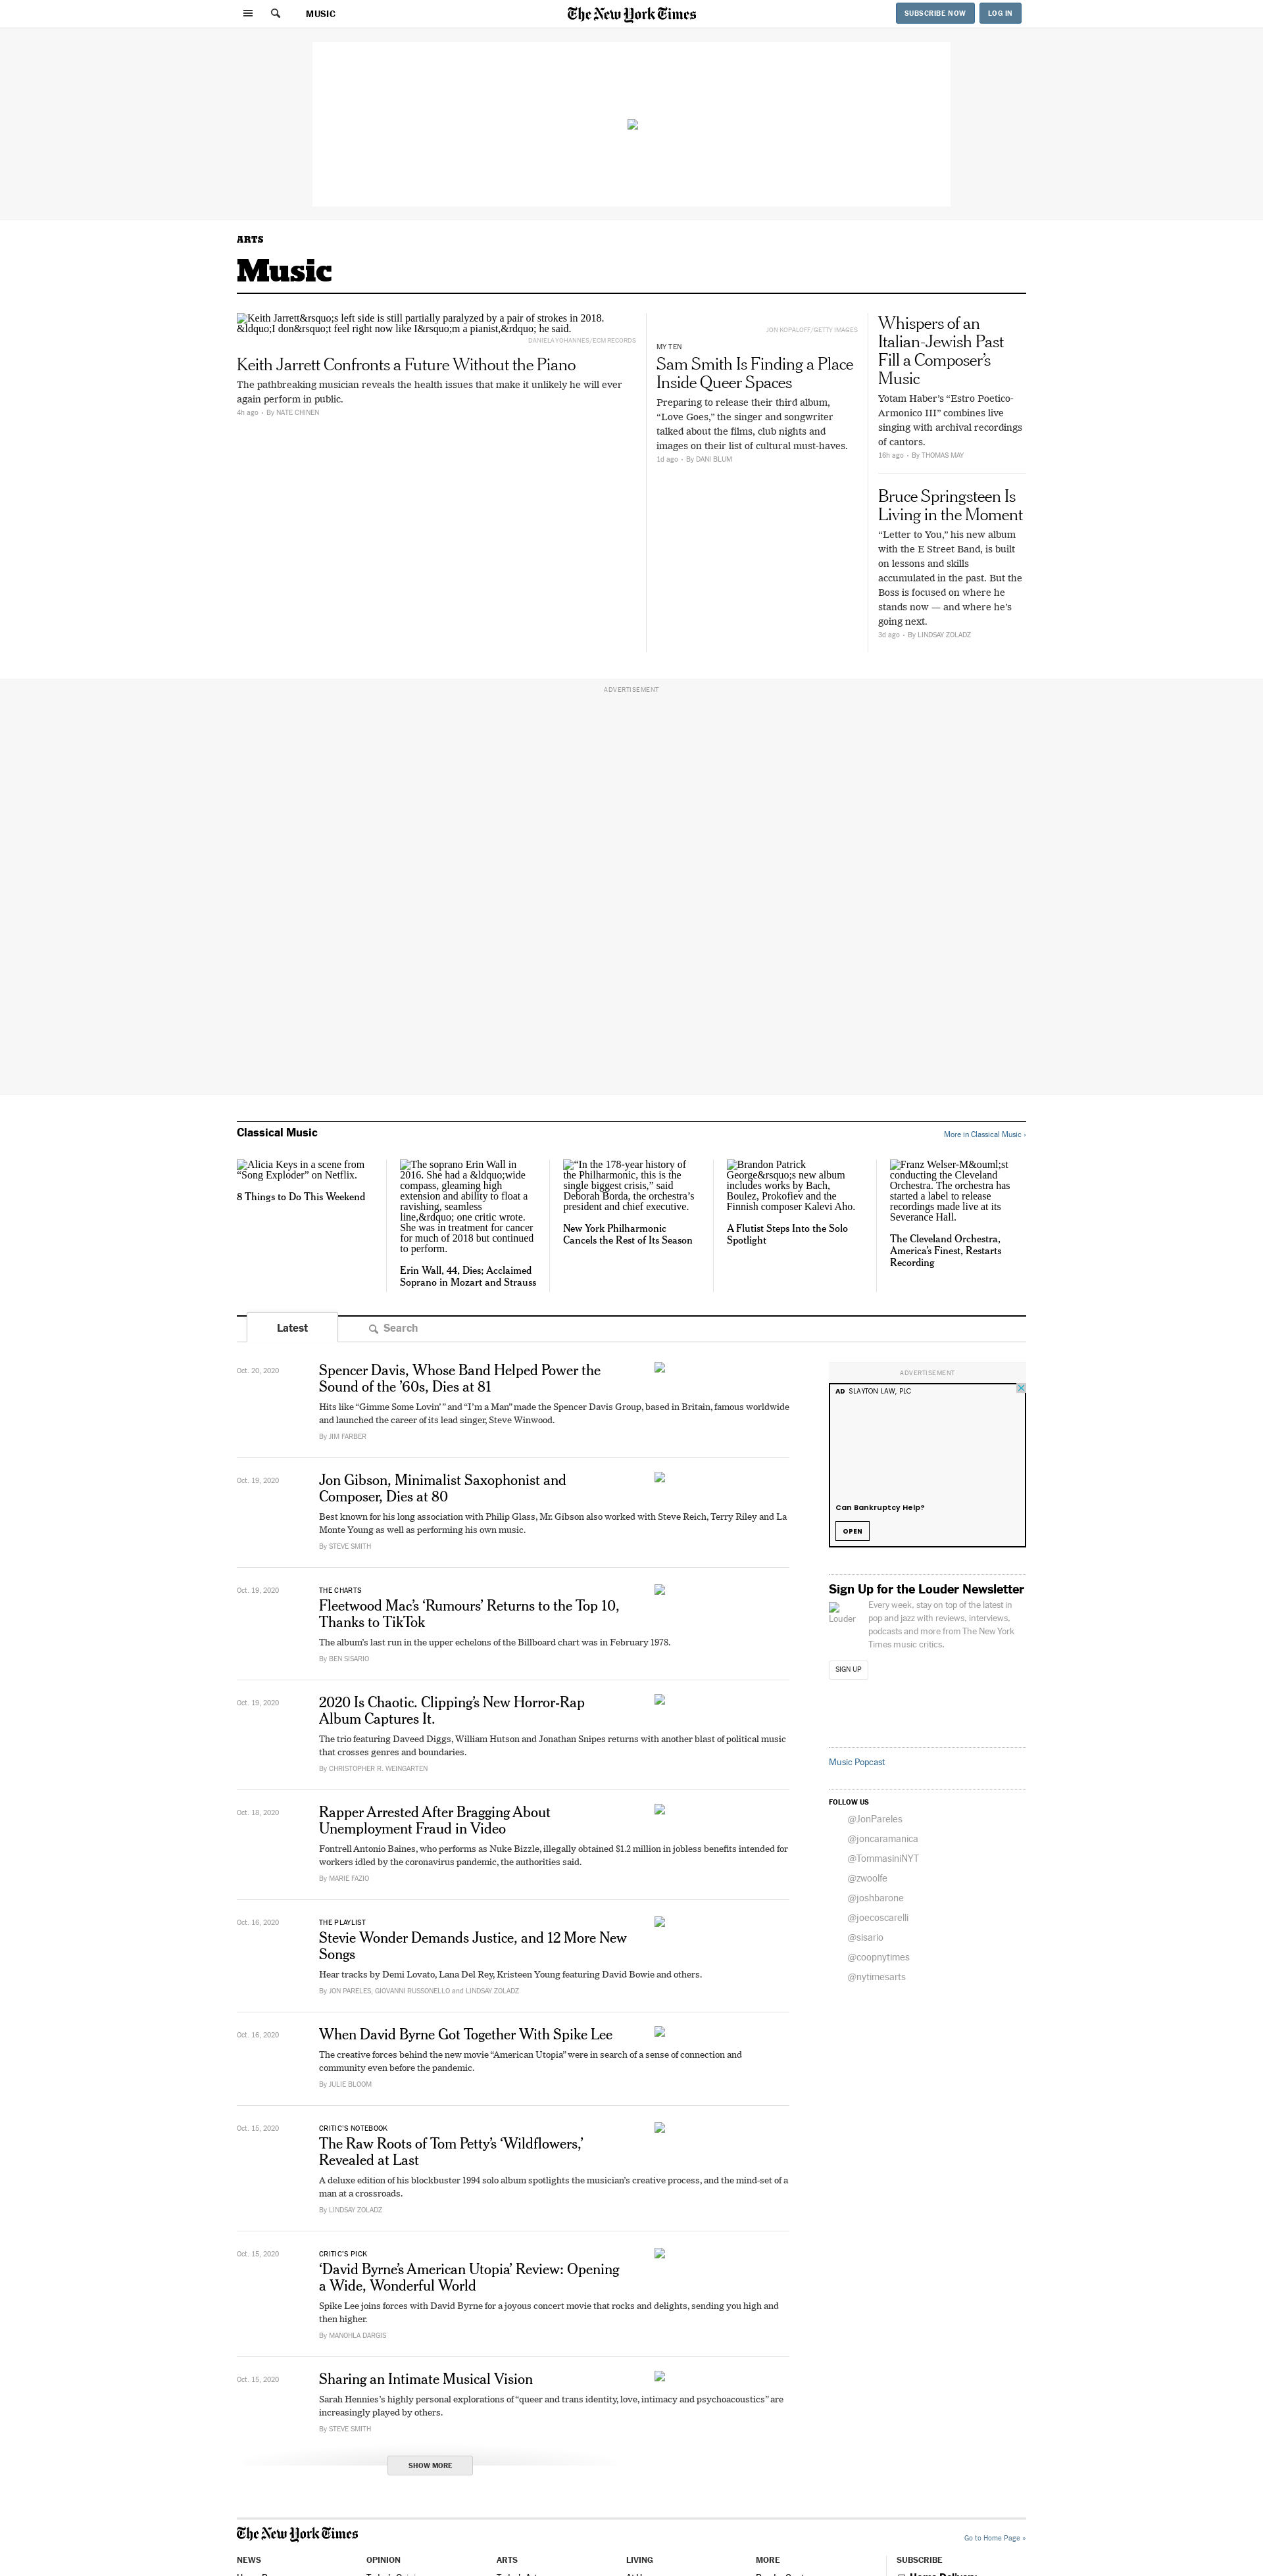 MUSIC
The New York Times
SUBSCRIBE NOW
LOG IN
ARTS
Music
Keith Jarrett&rsquo;s left side is still partially paralyzed by a pair of strokes in 2018.
&ldquo;I don&rsquo;t feel right now like I&rsquo;m a pianist,&rdquo; he said.
DANIELA YOHANNES/ECM RECORDS
Keith Jarrett Confronts a Future Without the Piano
The pathbreaking musician reveals the health issues that make it unlikely he will ever
again perform in public.
4h ago • By NATE CHINEN
JON KOPALOFF/GETTY IMAGES
MY TEN
Sam Smith Is Finding a Place
Inside Queer Spaces
Preparing to release their third album,
“Love Goes,” the singer and songwriter
talked about the films, club nights and
images on their list of cultural must-haves.
1d ago • By DANI BLUM
Whispers of an
Italian-Jewish Past
Fill a Composer’s
Music
Yotam Haber’s “Estro Poetico-
Armonico III” combines live
singing with archival recordings
of cantors.
16h ago • By THOMAS MAY
Bruce Springsteen Is
Living in the Moment
“Letter to You,” his new album
with the E Street Band, is built
on lessons and skills
accumulated in the past. But the
Boss is focused on where he
stands now — and where he’s
going next.
3d ago • By LINDSAY ZOLADZ
ADVERTISEMENT
Classical Music
More in Classical Music ›
Alicia Keys in a scene from
“Song Exploder” on Netflix.
8 Things to Do This Weekend
The soprano Erin Wall in
2016. She had a &ldquo;wide
compass, gleaming high
extension and ability to float a
ravishing, seamless
line,&rdquo; one critic wrote.
She was in treatment for cancer
for much of 2018 but continued
to perform.
Erin Wall, 44, Dies; Acclaimed
Soprano in Mozart and Strauss
“In the 178-year history of
the Philharmonic, this is the
single biggest crisis,” said
Deborah Borda, the orchestra’s
president and chief executive.
New York Philharmonic
Cancels the Rest of Its Season
Brandon Patrick
George&rsquo;s new album
includes works by Bach,
Boulez, Prokofiev and the
Finnish composer Kalevi Aho.
A Flutist Steps Into the Solo
Spotlight
Franz Welser-M&ouml;st
conducting the Cleveland
Orchestra. The orchestra has
started a label to release
recordings made live at its
Severance Hall.
The Cleveland Orchestra,
America’s Finest, Restarts
Recording
Latest
Search
Oct. 20, 2020
Spencer Davis, Whose Band Helped Power the
Sound of the ’60s, Dies at 81
Hits like “Gimme Some Lovin’” and “I’m a Man” made the Spencer Davis Group, based in Britain, famous worldwide
and launched the career of its lead singer, Steve Winwood.
By JIM FARBER
Oct. 19, 2020
Jon Gibson, Minimalist Saxophonist and
Composer, Dies at 80
Best known for his long association with Philip Glass, Mr. Gibson also worked with Steve Reich, Terry Riley and La
Monte Young as well as performing his own music.
By STEVE SMITH
Oct. 19, 2020
THE CHARTS
Fleetwood Mac’s ‘Rumours’ Returns to the Top 10,
Thanks to TikTok
The album’s last run in the upper echelons of the Billboard chart was in February 1978.
By BEN SISARIO
Oct. 19, 2020
2020 Is Chaotic. Clipping’s New Horror-Rap
Album Captures It.
The trio featuring Daveed Diggs, William Hutson and Jonathan Snipes returns with another blast of political music
that crosses genres and boundaries.
By CHRISTOPHER R. WEINGARTEN
Oct. 18, 2020
Rapper Arrested After Bragging About
Unemployment Fraud in Video
Fontrell Antonio Baines, who performs as Nuke Bizzle, illegally obtained $1.2 million in jobless benefits intended for
workers idled by the coronavirus pandemic, the authorities said.
By MARIE FAZIO
Oct. 16, 2020
THE PLAYLIST
Stevie Wonder Demands Justice, and 12 More New
Songs
Hear tracks by Demi Lovato, Lana Del Rey, Kristeen Young featuring David Bowie and others.
By JON PARELES, GIOVANNI RUSSONELLO and LINDSAY ZOLADZ
Oct. 16, 2020
When David Byrne Got Together With Spike Lee
The creative forces behind the new movie “American Utopia” were in search of a sense of connection and
community even before the pandemic.
By JULIE BLOOM
Oct. 15, 2020
CRITIC’S NOTEBOOK
The Raw Roots of Tom Petty’s ‘Wildflowers,’
Revealed at Last
A deluxe edition of his blockbuster 1994 solo album spotlights the musician’s creative process, and the mind-set of a
man at a crossroads.
By LINDSAY ZOLADZ
Oct. 15, 2020
CRITIC’S PICK
‘David Byrne’s American Utopia’ Review: Opening
a Wide, Wonderful World
Spike Lee joins forces with David Byrne for a joyous concert movie that rocks and delights, sending you high and
then higher.
By MANOHLA DARGIS
Oct. 15, 2020
Sharing an Intimate Musical Vision
Sarah Hennies’s highly personal explorations of “queer and trans identity, love, intimacy and psychoacoustics” are
increasingly played by others.
By STEVE SMITH
SHOW MORE
ADVERTISEMENT
AD SLAYTON LAW, PLC
Can Bankruptcy Help?
OPEN
Sign Up for the Louder Newsletter
Louder
Every week, stay on top of the latest in
pop and jazz with reviews, interviews,
podcasts and more from The New York
Times music critics.
SIGN UP
Music Popcast
FOLLOW US
@JonPareles
@joncaramanica
@TommasiniNYT
@zwoolfe
@joshbarone
@joecoscarelli
@sisario
@coopnytimes
@nytimesarts
The New York Times
Go to Home Page »
NEWS
OPINION
ARTS
LIVING
MORE
SUBSCRIBE